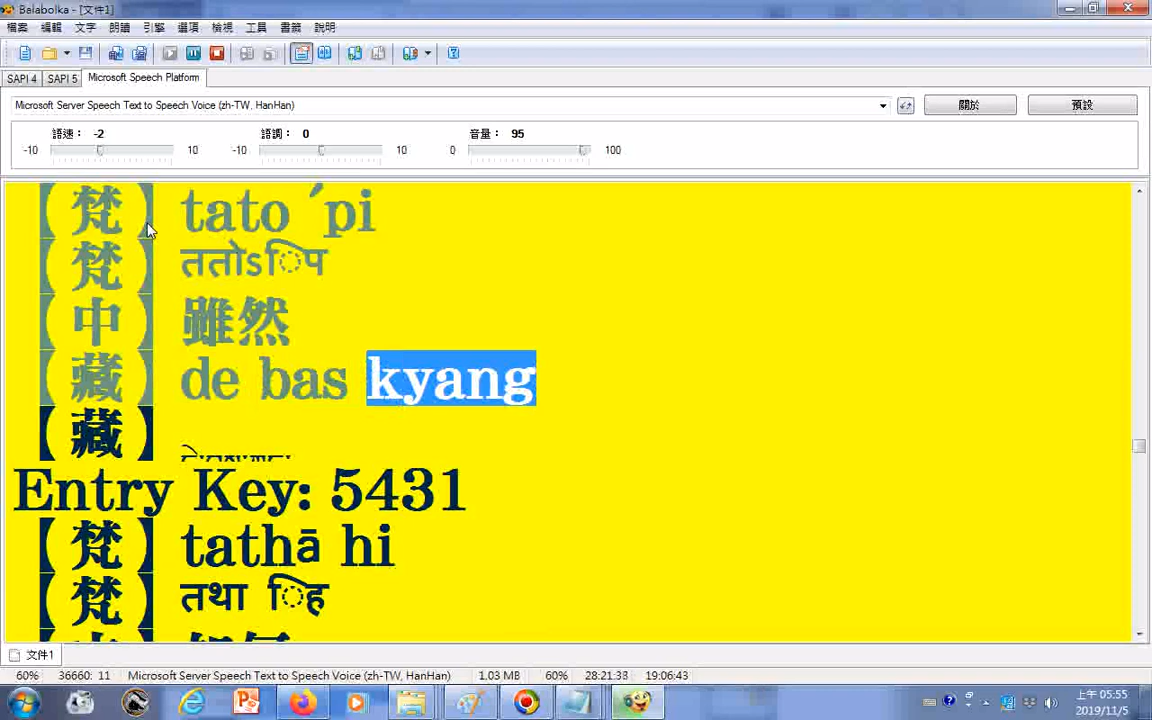 Balabolka - [文件1]
檔案 編輯 文字 朗讀 引擎 選項 檢視 工具 書籤 說明
SAPI 4 SAPI 5 Microsoft Speech Platform
Microsoft Server Speech Text to Speech Voice (zh-TW, HanHan) 關於 預設
語速： -2 語調： 0 音量： 95
-10 10 -10 10 0 100
【梵】 tato ´pi
【梵】 ततोऽिप
【中】 雖然
【藏】 de bas kyang
【藏】
Entry Key: 5431
【梵】 tathā hi
【梵】 तथा िह
文件1
60% 36660: 11 Microsoft Server Speech Text to Speech Voice (zh-TW, HanHan) 1.03 MB 60% 28:21:33 19:06:43
上午 05:55
2019/11/5